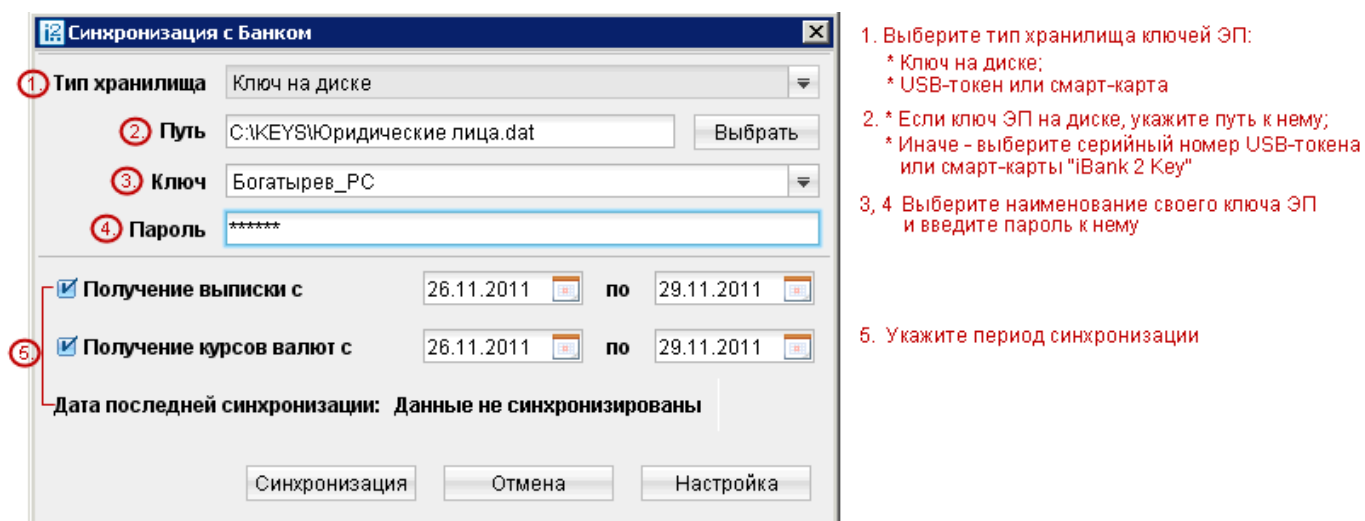 Синхронизация с Банком
1. Тип хранилища Ключ на диске
2. Путь C:\KEYS\Юридические лица.dat Выбрать
3. Ключ Богатырев_РС
4. Пароль ******
5. Получение выписки с 26.11.2011 по 29.11.2011
Получение курсов валют с 26.11.2011 по 29.11.2011
Дата последней синхронизации: Данные не синхронизированы
Синхронизация Отмена Настройка
1. Выберите тип хранилища ключей ЭП:
* Ключ на диске;
* USB-токен или смарт-карта
2. * Если ключ ЭП на диске, укажите путь к нему;
* Иначе - выберите серийный номер USB-токена
или смарт-карты "iBank 2 Key"
3, 4 Выберите наименование своего ключа ЭП
и введите пароль к нему
5. Укажите период синхронизации